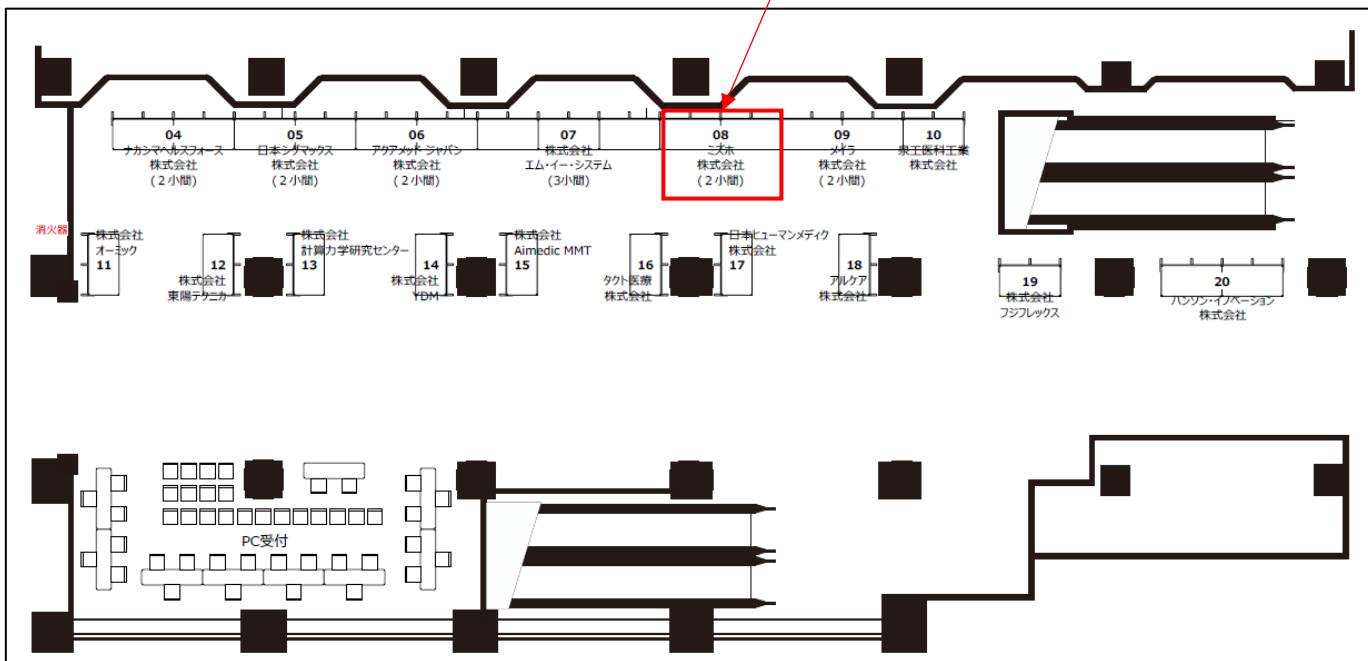 04
ナカシマヘルスフォース
株式会社
(２小間)
05
日本シグマックス
株式会社
(２小間)
06
アクアメッド・ジャパン
株式会社
(２小間)
07
株式会社
エム・イー・システム
(3小間)
08
ミズホ
株式会社
(２小間)
09
メイラ
株式会社
(２小間)
10
泉工医科工業
株式会社
消火器
株式会社
オーミック
11
12
株式会社
東陽テクニカ
株式会社
計算力学研究センター
13
14
株式会社
YDM
株式会社
Aimedic MMT
15
16
タクト医療
株式会社
日本ヒューマンメディク
株式会社
17
18
アルケア
株式会社
19
株式会社
フジフレックス
20
ハンソン・イノベーション
株式会社
PC受付